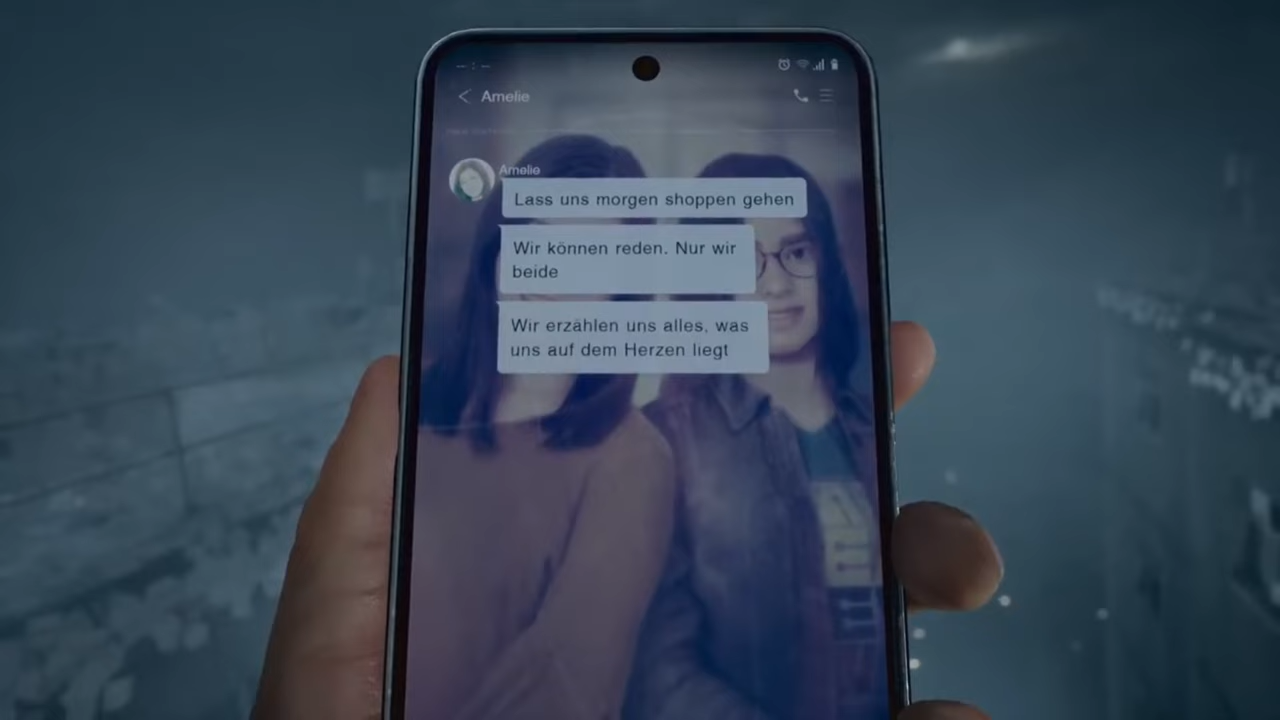 Amelie
Amelie
Lass uns morgen shoppen gehen
Wir können reden. Nur wir
beide
Wir erzählen uns alles, was
uns auf dem Herzen liegt